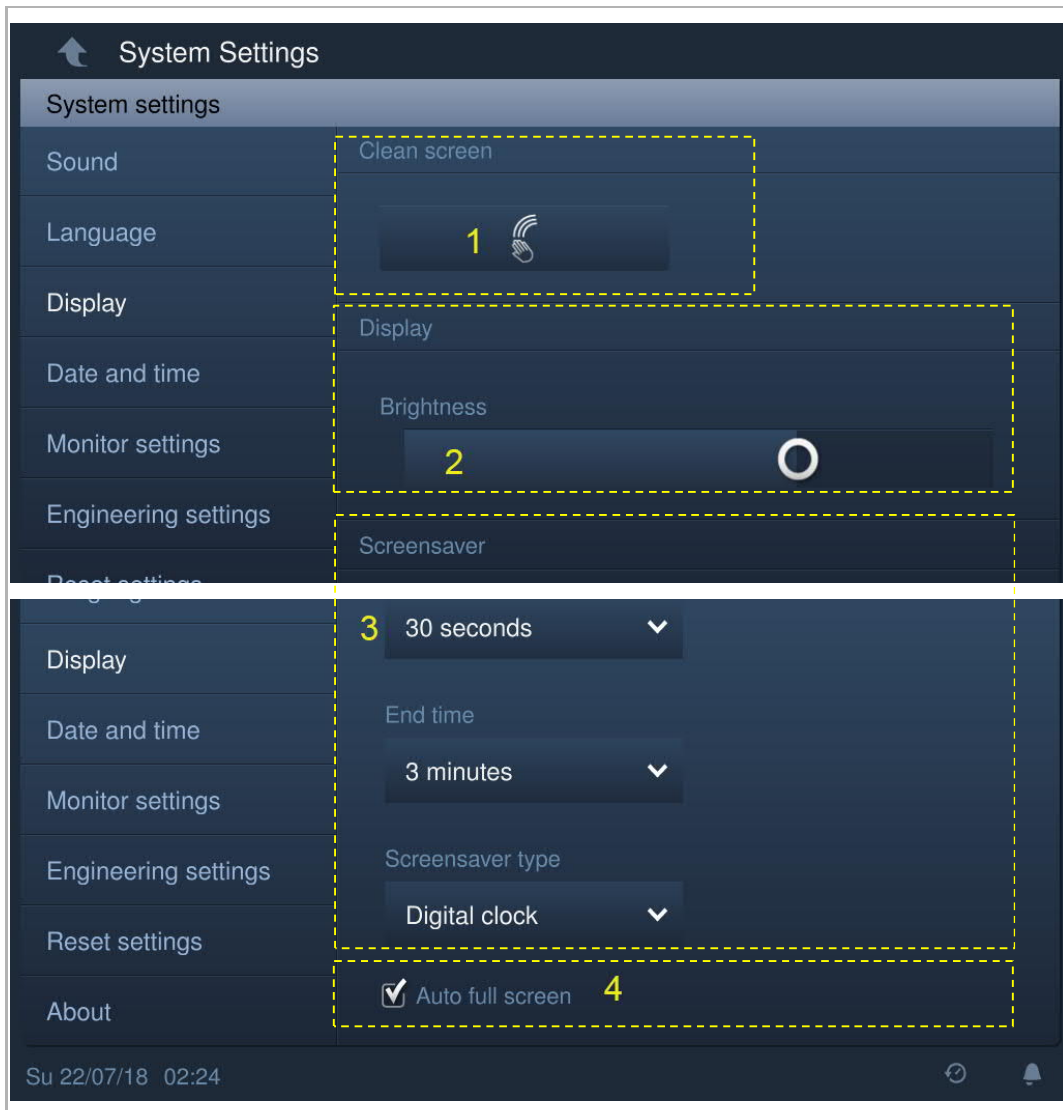 System Settings
System settings
Sound
Language
Display
Date and time
Monitor settings
Engineering settings
Reset settings
Clean screen
1
Display
Brightness
2
Screensaver
Display
Date and time
Monitor settings
Engineering settings
Reset settings
About
3 30 seconds
End time
3 minutes
Screensaver type
Digital clock
Auto full screen 4
Su 22/07/18 02:24